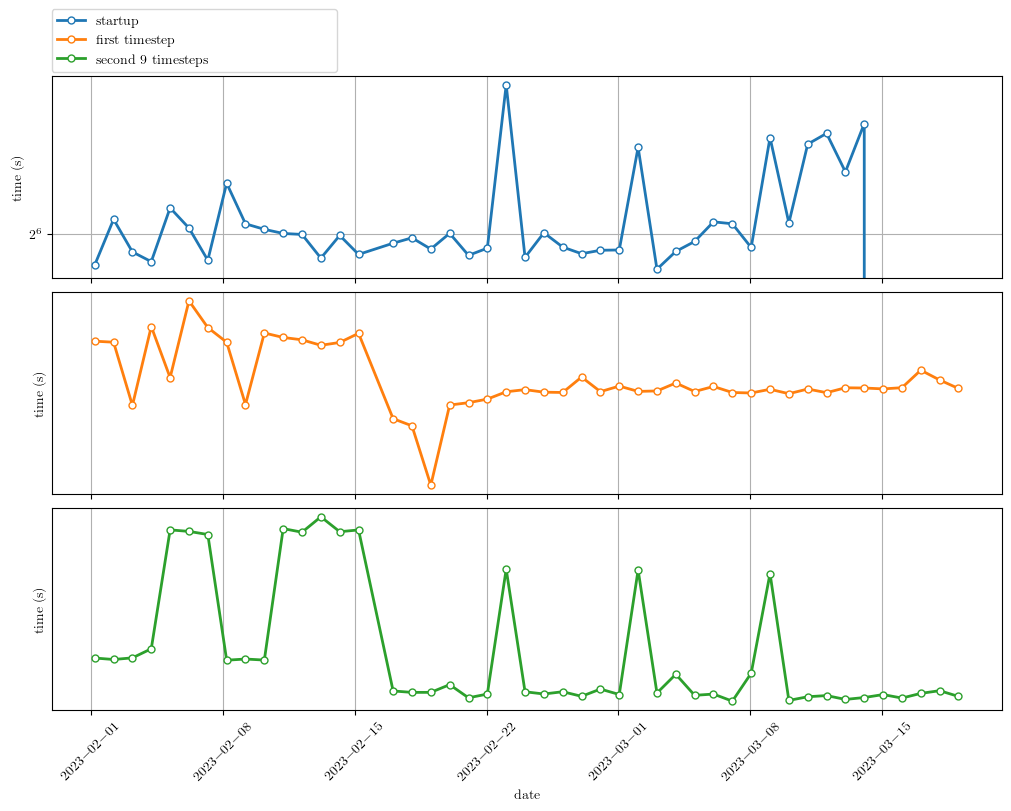 startup
first timestep
second 9 timesteps
time (s)
2⁶
time (s)
time (s)
2023−02−01
2023−02−08
2023−02−15
2023−02−22
2023−03−01
2023−03−08
2023−03−15
date